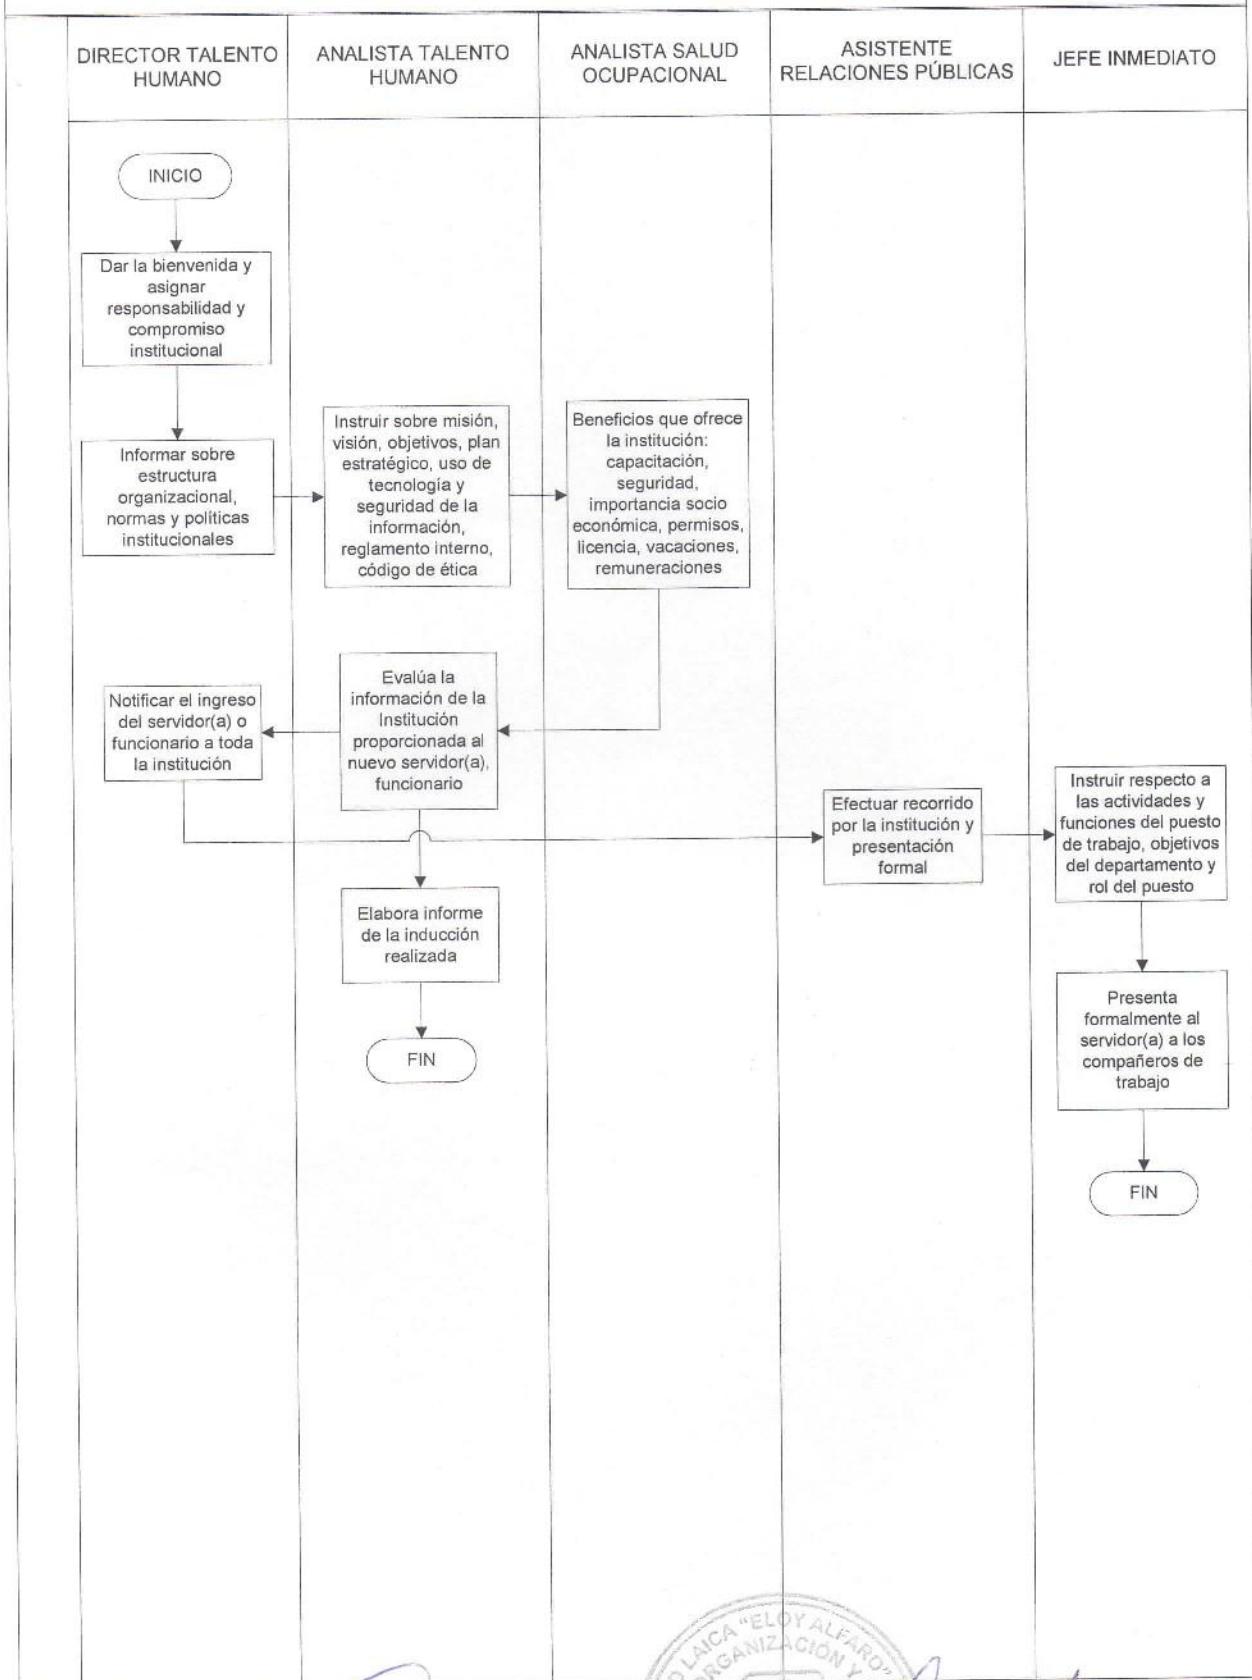 DIRECTOR TALENTO
HUMANO
ANALISTA TALENTO
HUMANO
ANALISTA SALUD
OCUPACIONAL
ASISTENTE
RELACIONES PÚBLICAS
JEFE INMEDIATO
INICIO
Dar la bienvenida y
asignar
responsabilidad y
compromiso
institucional
Informar sobre
estructura
organizacional,
normas y políticas
institucionales
Instruir sobre misión,
visión, objetivos, plan
estratégico, uso de
tecnología y
seguridad de la
información,
reglamento interno,
código de ética
Beneficios que ofrece
la institución:
capacitación,
seguridad,
importancia socio
económica, permisos,
licencia, vacaciones,
remuneraciones
Evalúa la
información de la
Institución
proporcionada al
nuevo servidor(a),
funcionario
Notificar el ingreso
del servidor(a) o
funcionario a toda
la institución
Efectuar recorrido
por la institución y
presentación
formal
Instruir respecto a
las actividades y
funciones del puesto
de trabajo, objetivos
del departamento y
rol del puesto
Elabora informe
de la inducción
realizada
FIN
Presenta
formalmente al
servidor(a) a los
compañeros de
trabajo
FIN
LAICA "ELOY ALFARO"
ORGANIZACIÓN Y